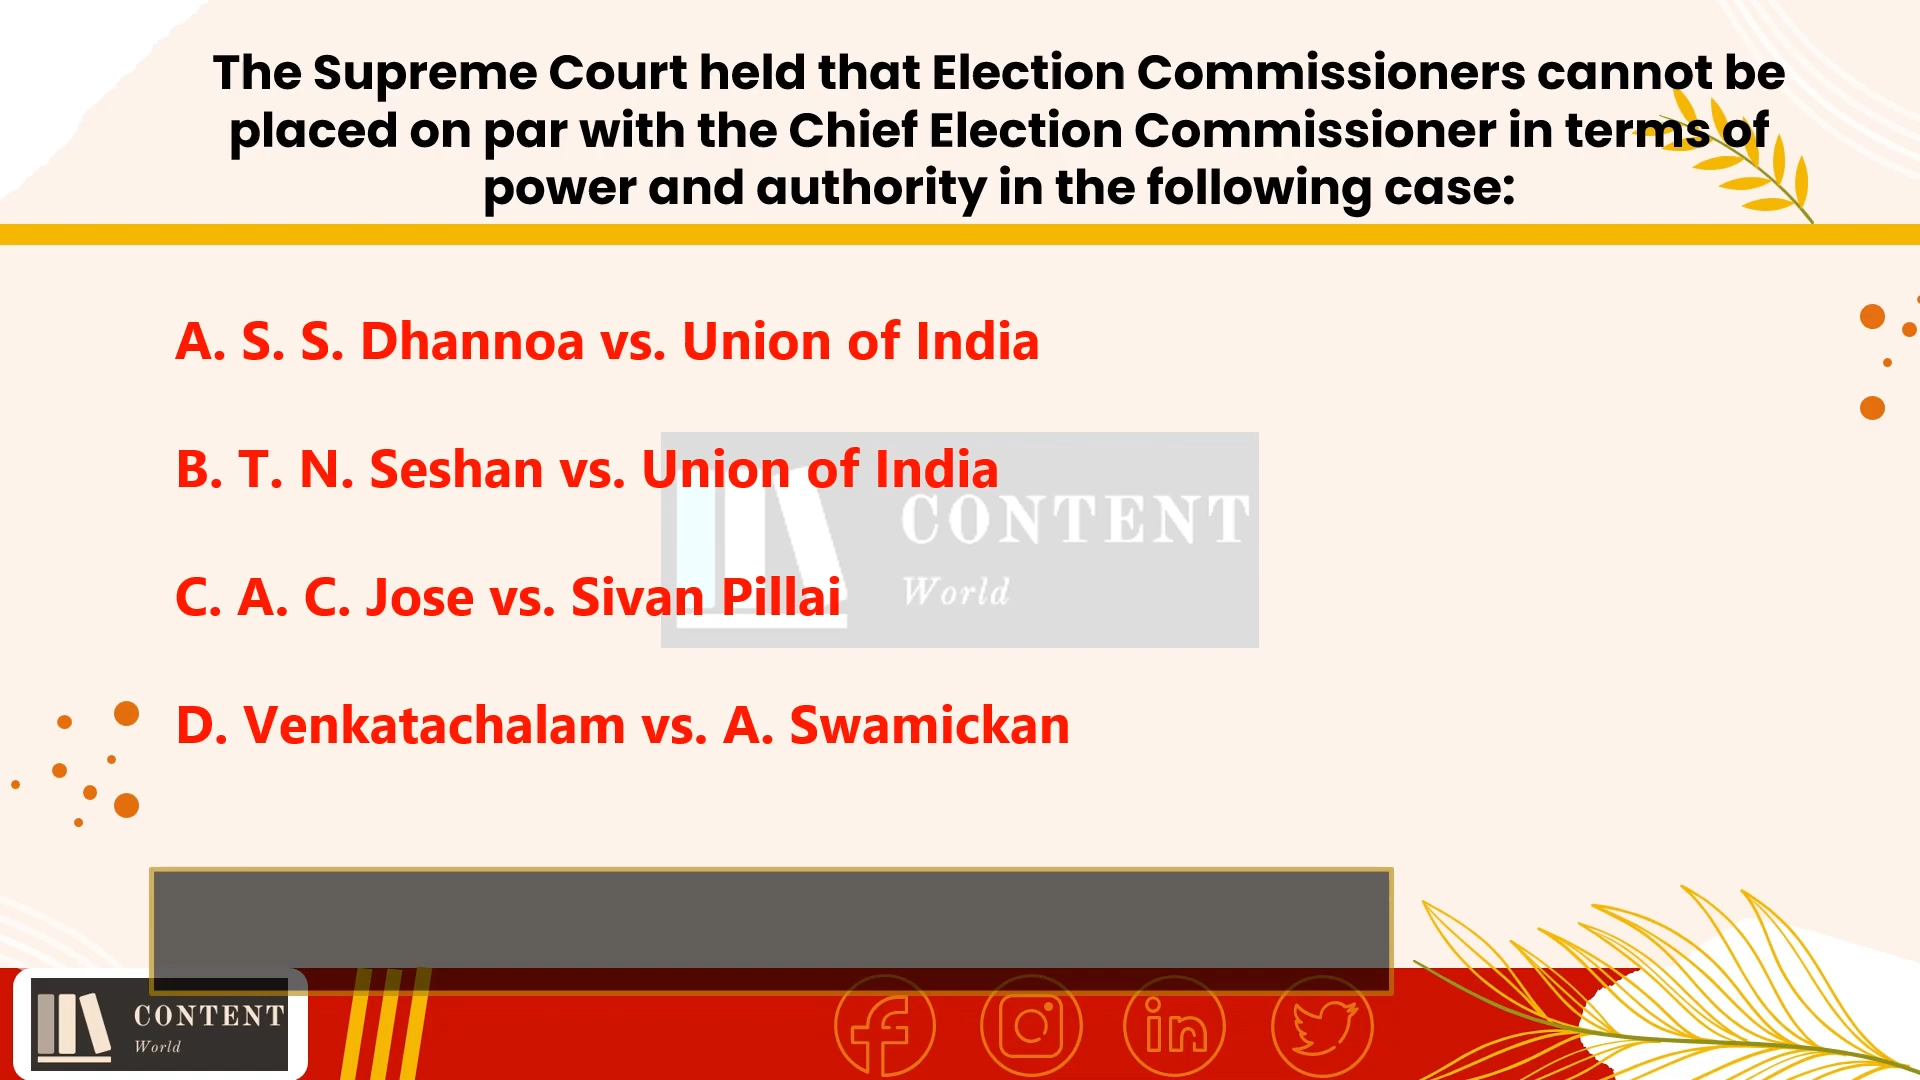 The Supreme Court held that Election Commissioners cannot be
placed on par with the Chief Election Commissioner in terms of
power and authority in the following case:
A. S. S. Dhannoa vs. Union of India
B. T. N. Seshan vs. Union of India
C. A. C. Jose vs. Sivan Pillai
D. Venkatachalam vs. A. Swamickan
CONTENT
World
CONTENT
World